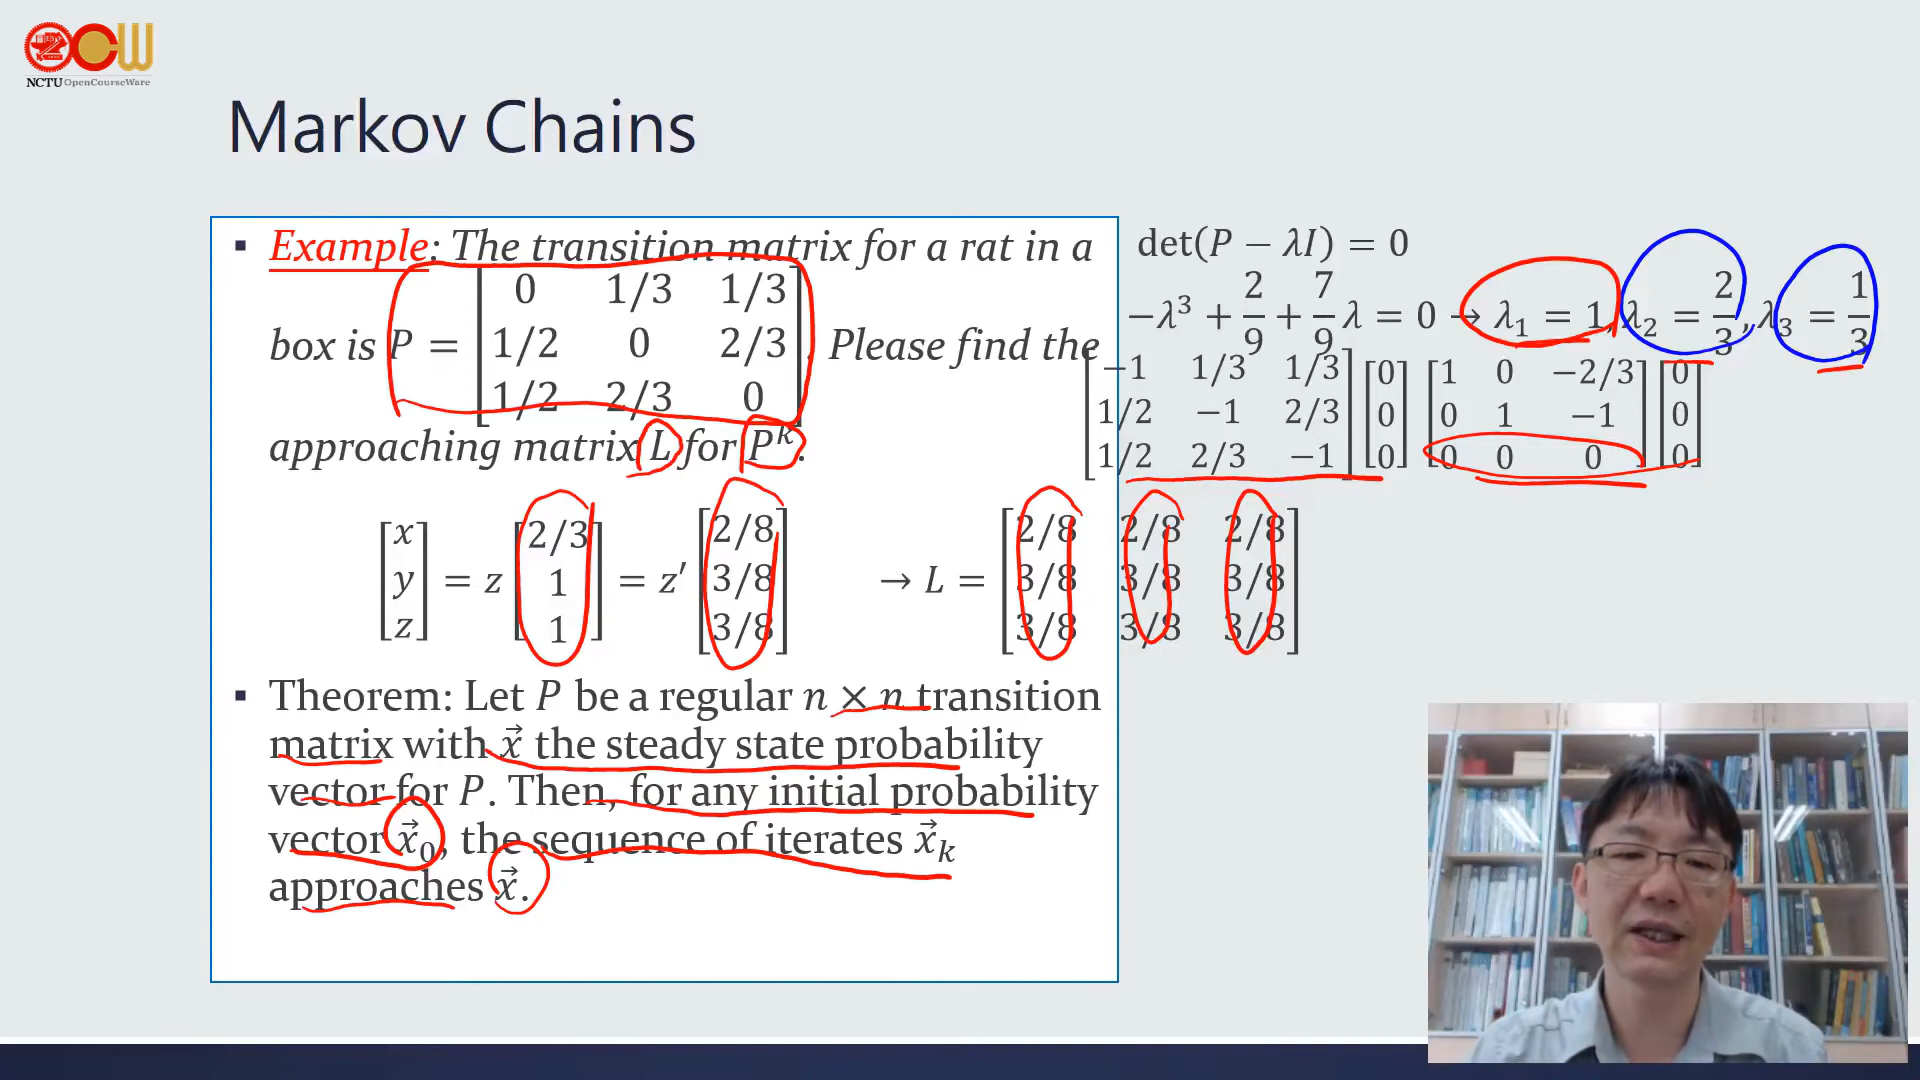 NCTU OpenCourseWare
Markov Chains
▪ Example: The transition matrix for a rat in a
box is P = [0 1/3 1/3; 1/2 0 2/3; 1/2 2/3 0]. Please find the
approaching matrix L for P^k.
[x; y; z] = z [2/3; 1; 1] = z′ [2/8; 3/8; 3/8] → L = [2/8 2/8 2/8; 3/8 3/8 3/8; 3/8 3/8 3/8]
▪ Theorem: Let P be a regular n × n transition
matrix with x⃗ the steady state probability
vector for P. Then, for any initial probability
vector x⃗₀, the sequence of iterates x⃗ₖ
approaches x⃗.
det(P − λI) = 0
−λ³ + 2/9 + 7/9 λ = 0 → λ₁ = 1, λ₂ = 2/3, λ₃ = 1/3
[−1 1/3 1/3; 1/2 −1 2/3; 1/2 2/3 −1] [0; 0; 0] [1 0 −2/3; 0 1 −1; 0 0 0] [0; 0; 0]